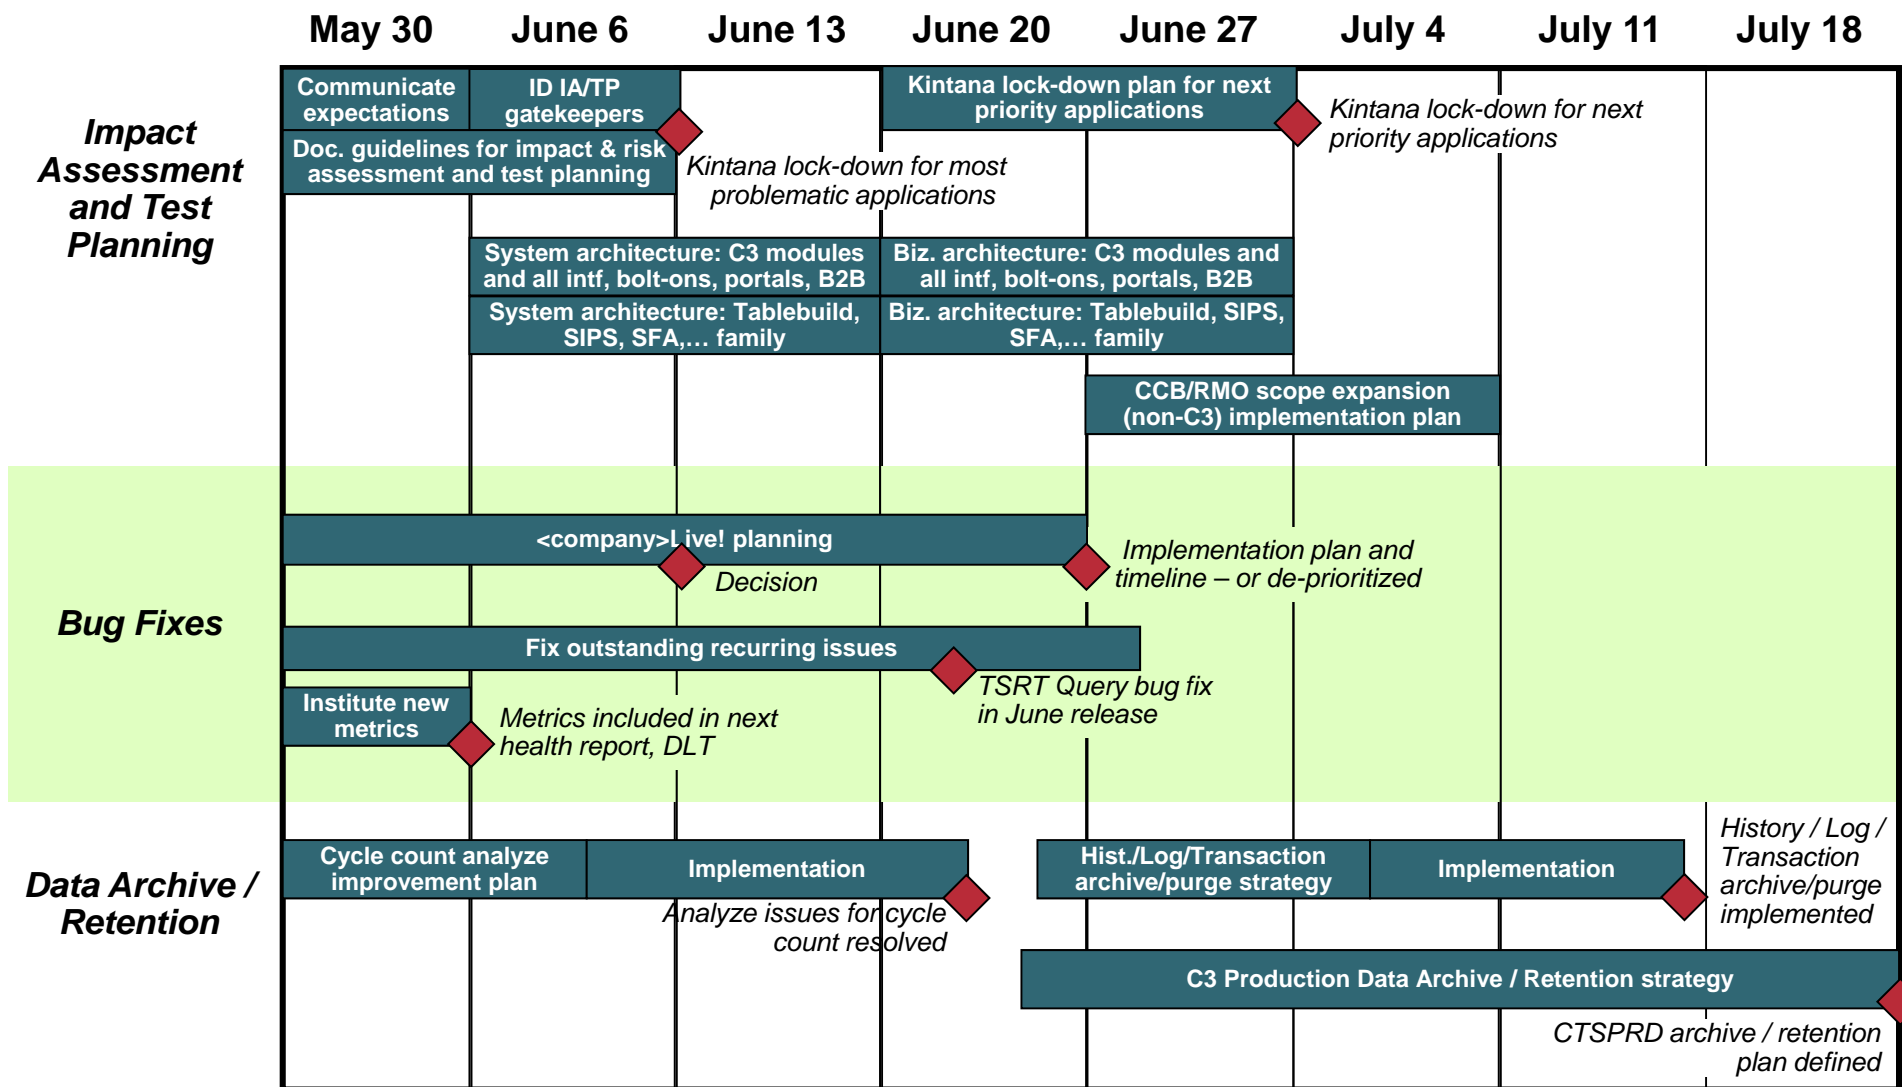 May 30 June 6 June 13 June 20 June 27 July 4 July 11 July 18
Impact
Assessment
and Test
Planning
Communicate
expectations
ID IA/TP
gatekeepers
Kintana lock-down plan for next
priority applications
Kintana lock-down for next
priority applications
Doc. guidelines for impact & risk
assessment and test planning
Kintana lock-down for most
problematic applications
System architecture: C3 modules
and all intf, bolt-ons, portals, B2B
Biz. architecture: C3 modules and
all intf, bolt-ons, portals, B2B
System architecture: Tablebuild,
SIPS, SFA,… family
Biz. architecture: Tablebuild, SIPS,
SFA,… family
CCB/RMO scope expansion
(non-C3) implementation plan
Bug Fixes
<company>Live! planning
Decision
Implementation plan and
timeline – or de-prioritized
Fix outstanding recurring issues
TSRT Query bug fix
in June release
Institute new
metrics
Metrics included in next
health report, DLT
Data Archive /
Retention
Cycle count analyze
improvement plan
Implementation
Analyze issues for cycle
count resolved
Hist./Log/Transaction
archive/purge strategy
Implementation
History / Log /
Transaction
archive/purge
implemented
C3 Production Data Archive / Retention strategy
CTSPRD archive / retention
plan defined